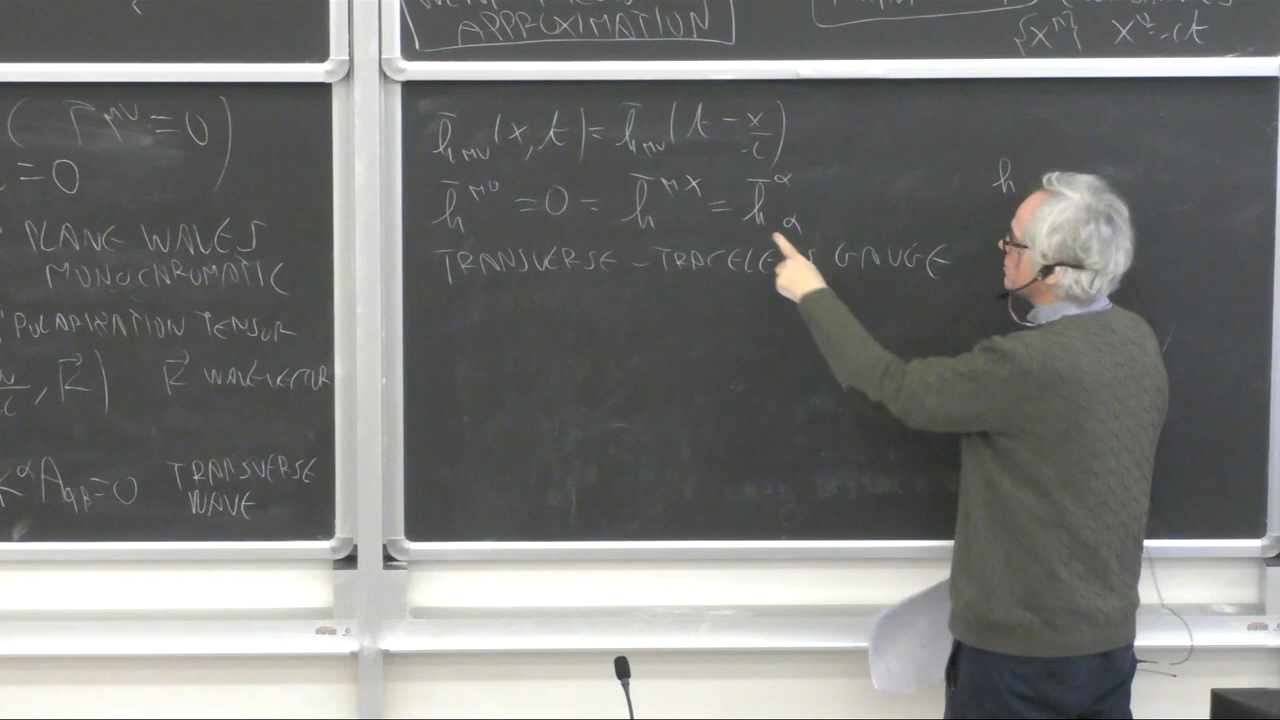 APPROXIMATION
{x^μ} x^0=ct
(Γ^μν=0)
=0
PLANE WAVES
MONOCHROMATIC
POLARIZATION TENSOR
/c, k⃗) k⃗ WAVEVECTOR
k^α A_αβ=0 TRANSVERSE
WAVE
h̄_μν(x,t)=h̄_μν(t-x/c)
h̄^μ0=0=h̄^μx=h̄^α_α
TRANSVERSE-TRACELESS GAUGE
h